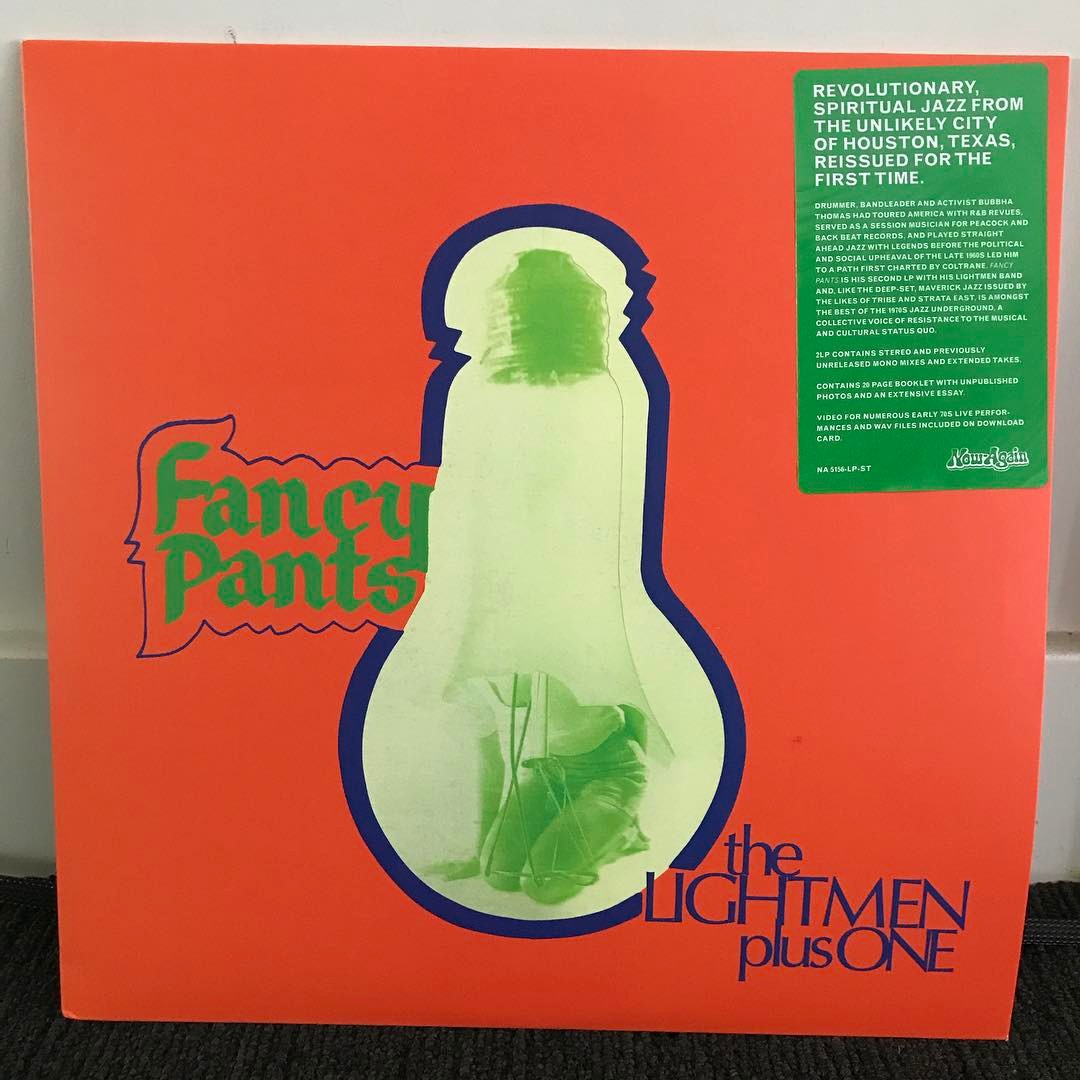 REVOLUTIONARY,
SPIRITUAL JAZZ FROM
THE UNLIKELY CITY
OF HOUSTON, TEXAS,
REISSUED FOR THE
FIRST TIME.
DRUMMER, BANDLEADER AND ACTIVIST BUBBHA
THOMAS HAD TOURED AMERICA WITH R&B REVUES,
SERVED AS A SESSION MUSICIAN FOR PEACOCK AND
BACK BEAT RECORDS, AND PLAYED STRAIGHT
AHEAD JAZZ WITH LEGENDS BEFORE THE POLITICAL
AND SOCIAL UPHEAVAL OF THE LATE 1960S LED HIM
TO A PATH FIRST CHARTED BY COLTRANE. FANCY
PANTS IS HIS SECOND LP WITH HIS LIGHTMEN BAND
AND, LIKE THE DEEP-SET, MAVERICK JAZZ ISSUED BY
THE LIKES OF TRIBE AND STRATA EAST, IS AMONGST
THE BEST OF THE 1970S JAZZ UNDERGROUND, A
COLLECTIVE VOICE OF RESISTANCE TO THE MUSICAL
AND CULTURAL STATUS QUO.
2LP CONTAINS STEREO AND PREVIOUSLY
UNRELEASED MONO MIXES AND EXTENDED TAKES.
CONTAINS 20 PAGE BOOKLET WITH UNPUBLISHED
PHOTOS AND AN EXTENSIVE ESSAY.
VIDEO FOR NUMEROUS EARLY 70S LIVE PERFOR-
MANCES AND WAV FILES INCLUDED ON DOWNLOAD
CARD.
NA 5156-LP-ST
Now-Again
Fancy
Pants
the
LIGHTMEN
plus ONE